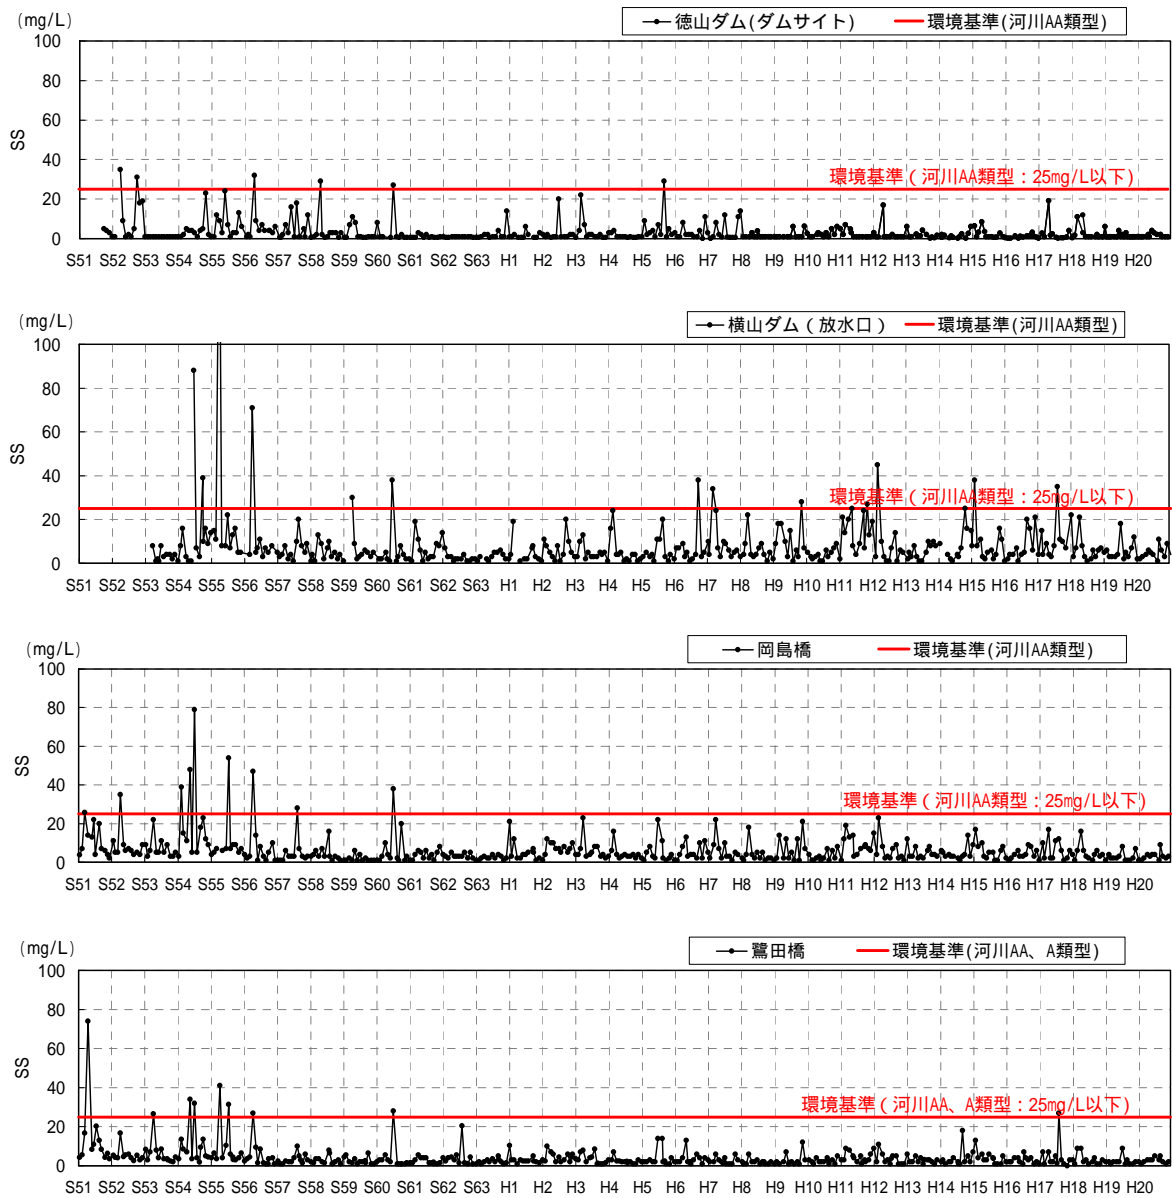 (mg/L)
徳山ダム(ダムサイト) 環境基準(河川AA類型)
100
80
60
SS
40
環境基準(河川AA類型:25mg/L以下)
20
0
S51 S52 S53 S54 S55 S56 S57 S58 S59 S60 S61 S62 S63 H1 H2 H3 H4 H5 H6 H7 H8 H9 H10 H11 H12 H13 H14 H15 H16 H17 H18 H19 H20
(mg/L)
横山ダム(放水口) 環境基準(河川AA類型)
100
80
60
SS
40
環境基準(河川AA類型:25mg/L以下)
20
0
S51 S52 S53 S54 S55 S56 S57 S58 S59 S60 S61 S62 S63 H1 H2 H3 H4 H5 H6 H7 H8 H9 H10 H11 H12 H13 H14 H15 H16 H17 H18 H19 H20
(mg/L)
岡島橋 環境基準(河川AA類型)
100
80
60
SS
40
環境基準(河川AA類型:25mg/L以下)
20
0
S51 S52 S53 S54 S55 S56 S57 S58 S59 S60 S61 S62 S63 H1 H2 H3 H4 H5 H6 H7 H8 H9 H10 H11 H12 H13 H14 H15 H16 H17 H18 H19 H20
(mg/L)
鷺田橋 環境基準(河川AA、A類型)
100
80
60
SS
40
環境基準(河川AA、A類型:25mg/L以下)
20
0
S51 S52 S53 S54 S55 S56 S57 S58 S59 S60 S61 S62 S63 H1 H2 H3 H4 H5 H6 H7 H8 H9 H10 H11 H12 H13 H14 H15 H16 H17 H18 H19 H20